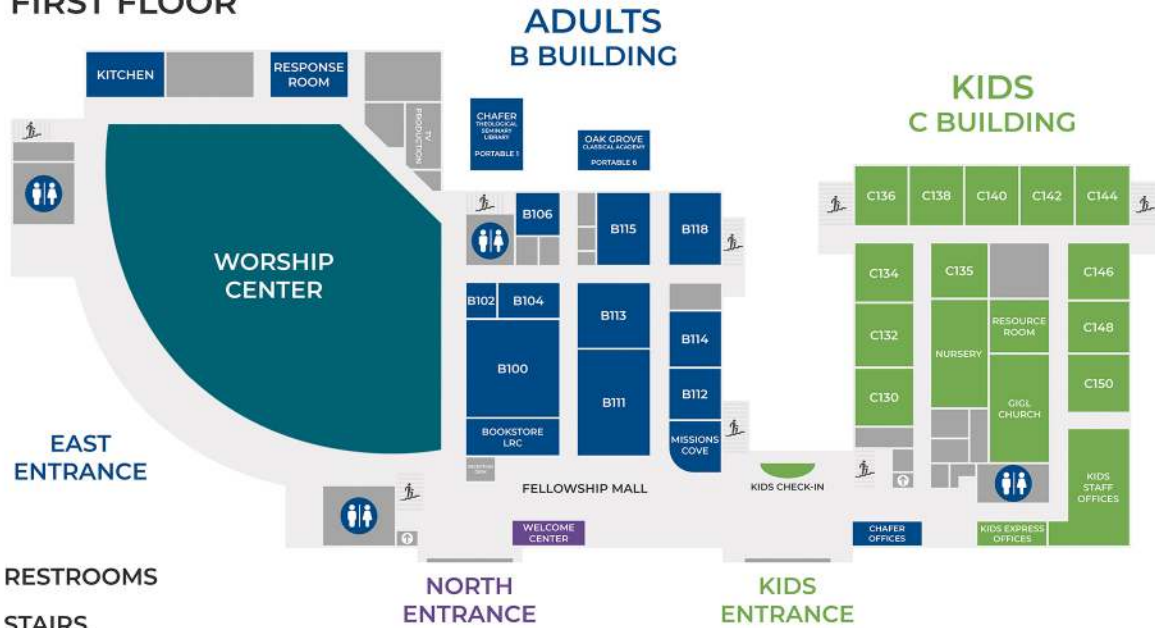 FIRST FLOOR
ADULTS
B BUILDING
KITCHEN
RESPONSE
ROOM
TV
PRODUCTION
CHAFER
THEOLOGICAL
SEMINARY
LIBRARY
PORTABLE 1
OAK GROVE
CLASSICAL ACADEMY
PORTABLE 6
KIDS
C BUILDING
WORSHIP
CENTER
B106
B115
B118
B102
B104
B113
B114
B100
B111
B112
BOOKSTORE
LRC
MISSIONS
COVE
C136
C138
C140
C142
C144
C134
C135
C146
C132
NURSERY
RESOURCE
ROOM
C148
C130
GIGL
CHURCH
C150
KIDS
STAFF
OFFICES
EAST
ENTRANCE
FELLOWSHIP MALL
KIDS CHECK-IN
WELCOME
CENTER
CHAFER
OFFICES
KIDS EXPRESS
OFFICES
RESTROOMS
STAIRS
NORTH
ENTRANCE
KIDS
ENTRANCE